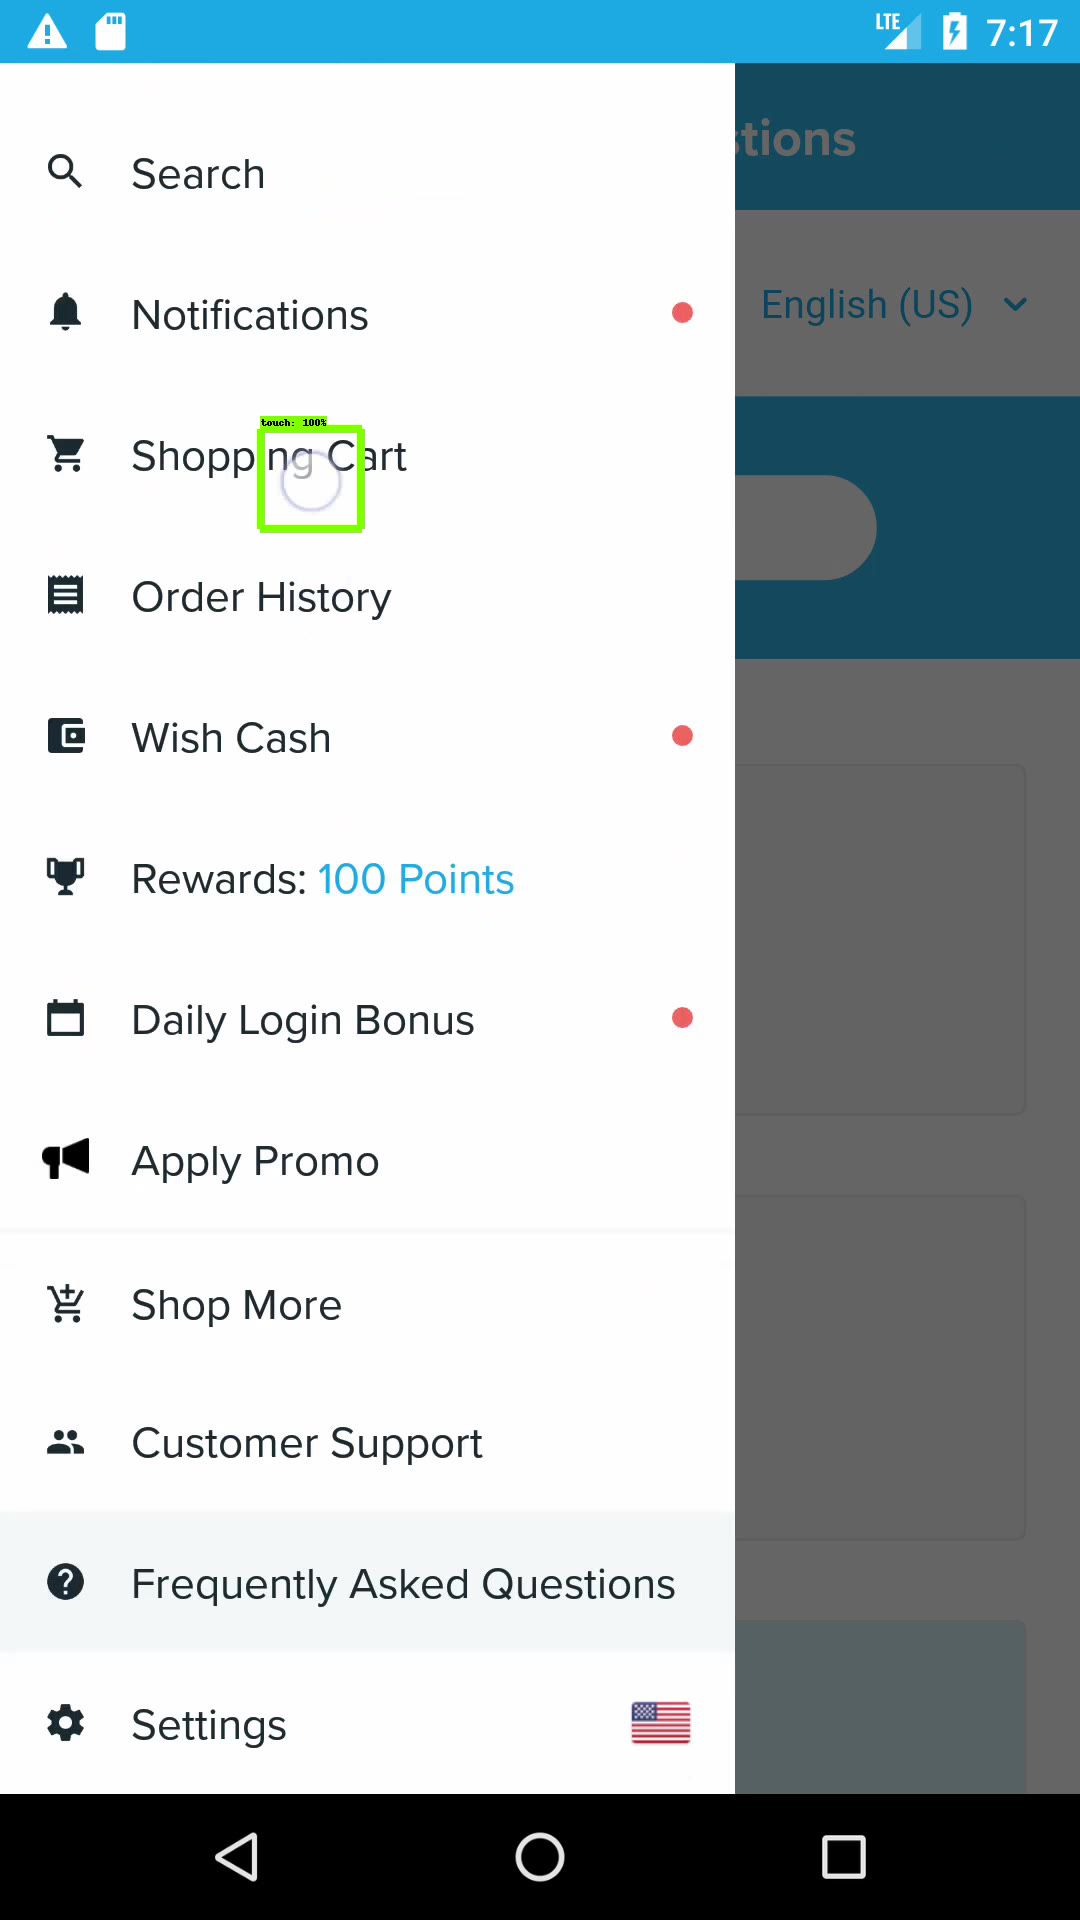 LTE 7:17
stions
Search
English (US)
Notifications
touch: 100%
Shopping Cart
Order History
Wish Cash
Rewards: 100 Points
Daily Login Bonus
Apply Promo
Shop More
Customer Support
Frequently Asked Questions
Settings